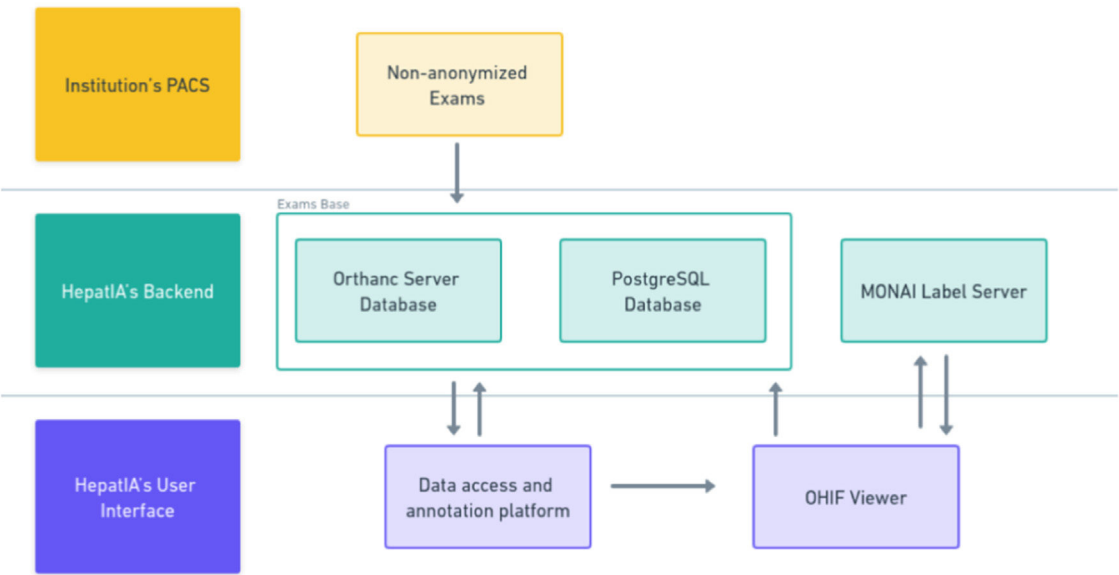 Institution's PACS
Non-anonymized
Exams
Exams Base
HepatIA's Backend
Orthanc Server
Database
PostgreSQL
Database
MONAI Label Server
HepatIA's User
Interface
Data access and
annotation platform
OHIF Viewer